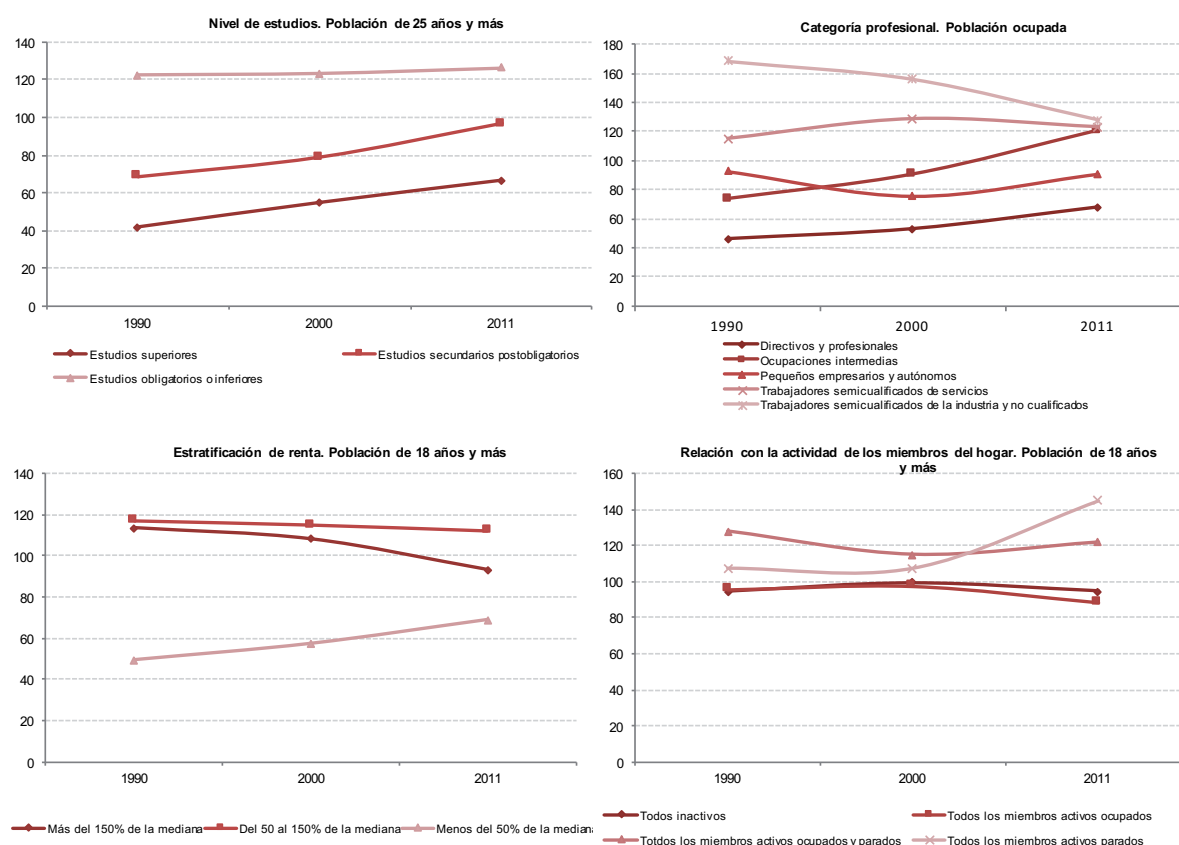 Nivel de estudios. Población de 25 años y más
140
120
100
80
60
40
20
0
1990
2000
2011
Estudios superiores
Estudios secundarios postobligatorios
Estudios obligatorios o inferiores
Categoría profesional. Población ocupada
180
160
140
120
100
80
60
40
20
0
1990
2000
2011
Directivos y profesionales
Ocupaciones intermedias
Pequeños empresarios y autónomos
Trabajadores semicualificados de servicios
Trabajadores semicualificados de la industria y no cualificados
Estratificación de renta. Población de 18 años y más
140
120
100
80
60
40
20
0
1990
2000
2011
Más del 150% de la mediana
Del 50 al 150% de la mediana
Menos del 50% de la mediana
Relación con la actividad de los miembros del hogar. Población de 18 años
y más
160
140
120
100
80
60
40
20
0
1990
2000
2011
Todos inactivos
Todos los miembros activos ocupados
Totdos los miembros activos ocupados y parados
Todos los miembros activos parados